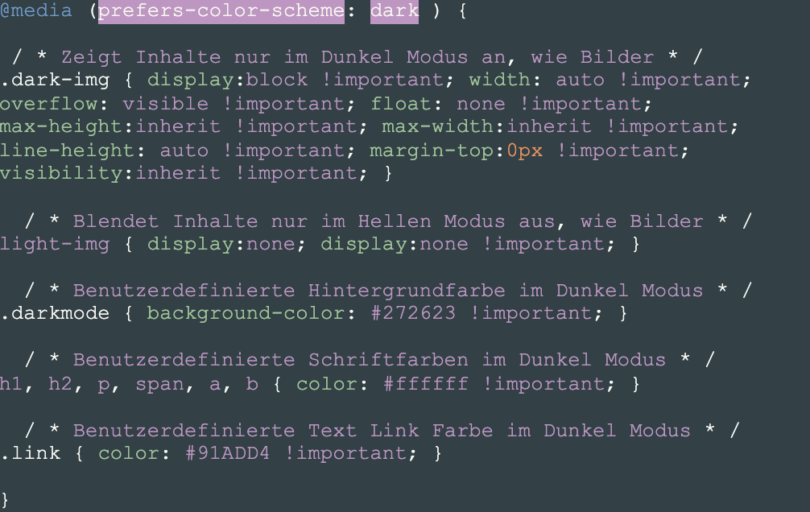 @media (prefers-color-scheme: dark ) {
/ * Zeigt Inhalte nur im Dunkel Modus an, wie Bilder * /
.dark-img { display:block !important; width: auto !important;
overflow: visible !important; float: none !important;
max-height:inherit !important; max-width:inherit !important;
line-height: auto !important; margin-top:0px !important;
visibility:inherit !important; }
/ * Blendet Inhalte nur im Hellen Modus aus, wie Bilder * /
light-img { display:none; display:none !important; }
/ * Benutzerdefinierte Hintergrundfarbe im Dunkel Modus * /
.darkmode { background-color: #272623 !important; }
/ * Benutzerdefinierte Schriftfarben im Dunkel Modus * /
h1, h2, p, span, a, b { color: #ffffff !important; }
/ * Benutzerdefinierte Text Link Farbe im Dunkel Modus * /
.link { color: #91ADD4 !important; }
}